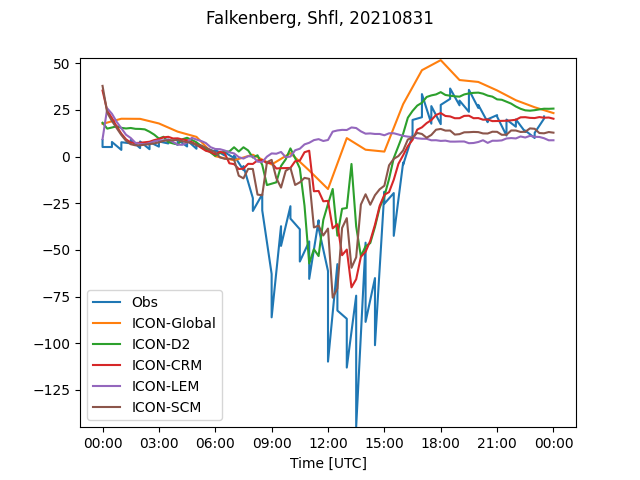 Falkenberg, Shfl, 20210831
50
25
0
−25
−50
−75
−100
−125
Obs
ICON-Global
ICON-D2
ICON-CRM
ICON-LEM
ICON-SCM
00:00 03:00 06:00 09:00 12:00 15:00 18:00 21:00 00:00
Time [UTC]